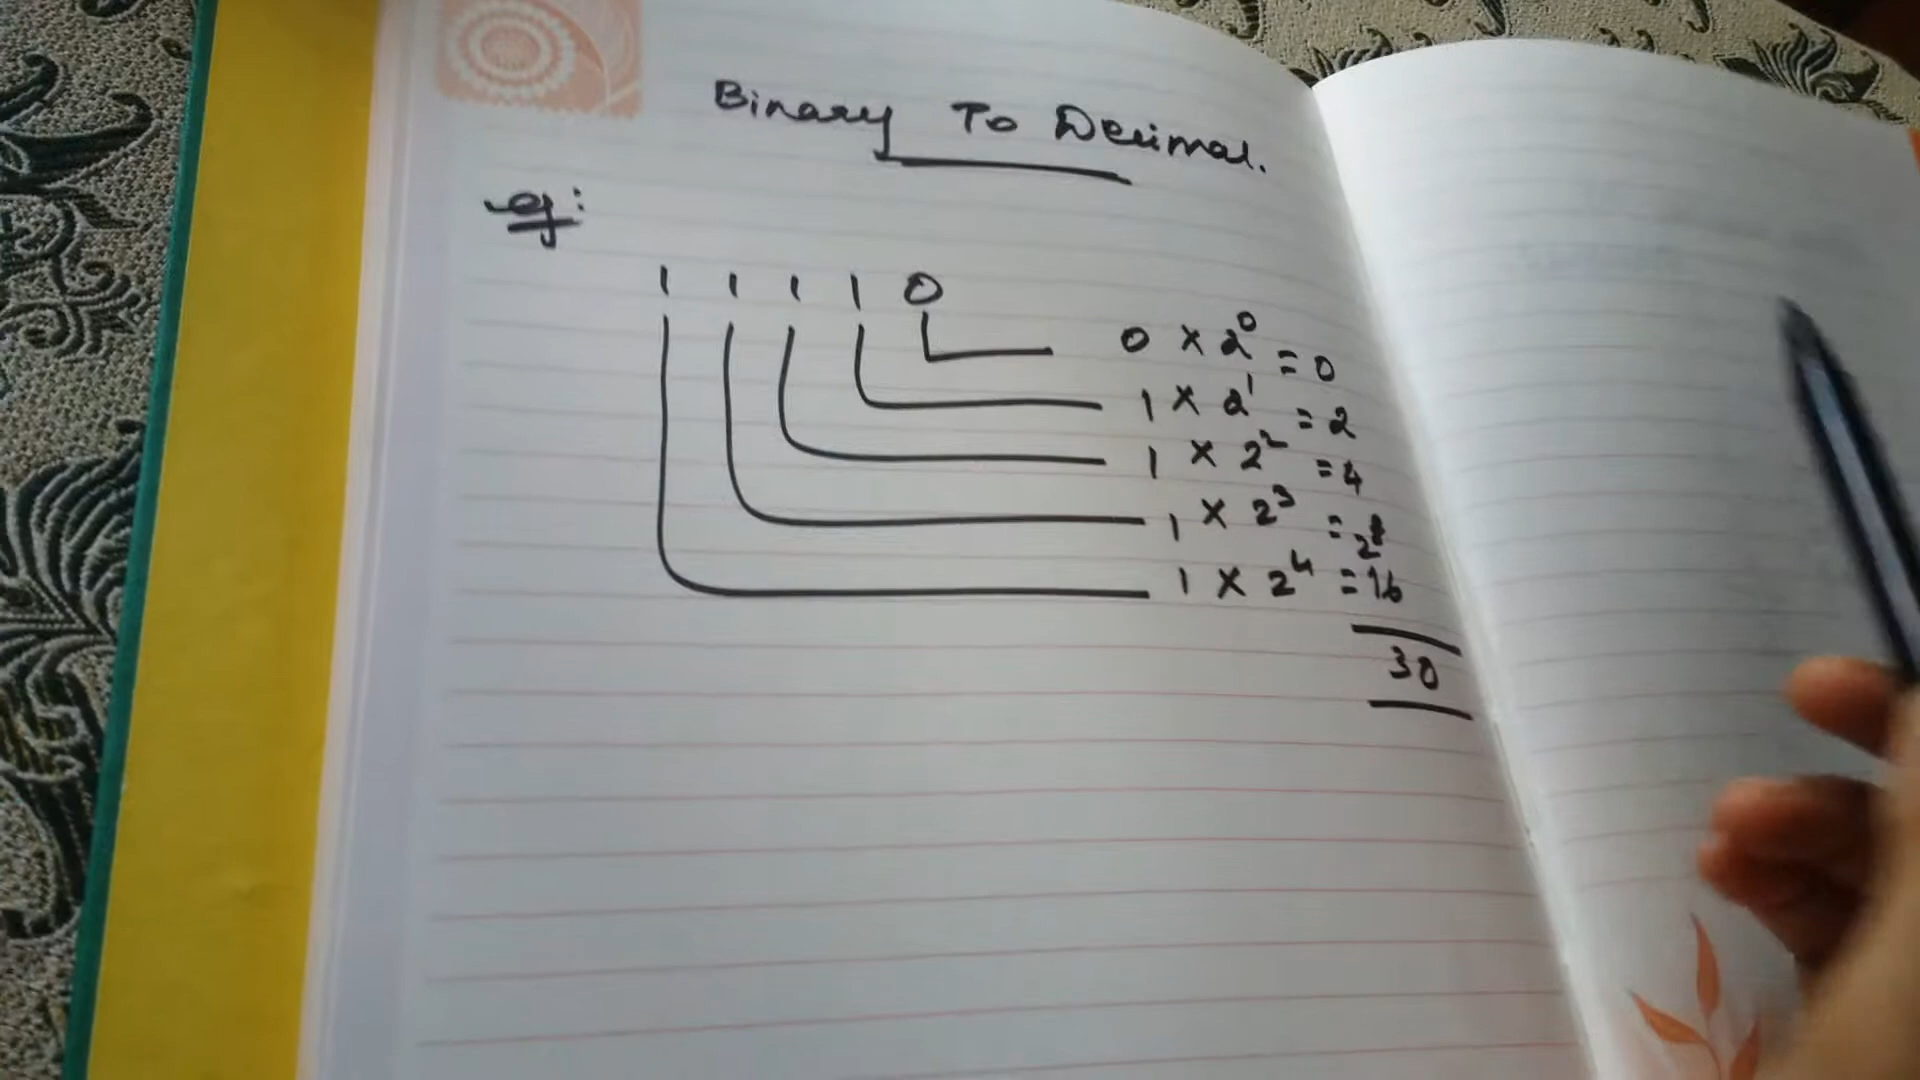 Binary To Decimal.
eg:
1 1 1 1 0
0 × 2⁰ = 0
1 × 2¹ = 2
1 × 2² = 4
1 × 2³ = 8
1 × 2⁴ = 16
30